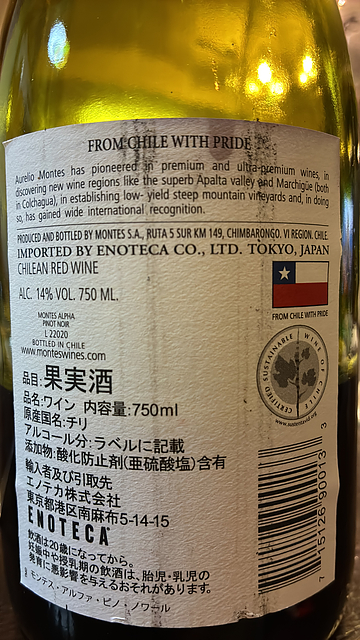 FROM CHILE WITH PRIDE
Aurelio Montes has pioneered in premium and ultra-premium wines, in
discovering new wine regions like the superb Apalta valley and Marchigüe (both
in Colchagua), in establishing low- yield steep mountain vineyards and, in doing
so, has gained wide international recognition.
PRODUCED AND BOTTLED BY MONTES S.A., RUTA 5 SUR KM 149, CHIMBARONGO. VI REGION. CHILE.
IMPORTED BY ENOTECA CO., LTD. TOKYO, JAPAN
CHILEAN RED WINE
ALC. 14% VOL. 750 ML.
FROM CHILE WITH PRIDE
MONTES ALPHA
PINOT NOIR
L 22020
BOTTLED IN CHILE
www.monteswines.com
CERTIFIED SUSTAINABLE WINE OF CHILE
www.sustentavid.org
品目:果実酒
品名:ワイン 内容量:750ml
原産国名:チリ
アルコール分:ラベルに記載
添加物:酸化防止剤(亜硫酸塩)含有
輸入者及び引取先
エノテカ株式会社
東京都港区南麻布5-14-15
ENOTECA
飲酒は20歳になってから。
妊娠中や授乳期の飲酒は、胎児・乳児の
発育に悪影響を与えるおそれがあります。
モンテス・アルファ・ピノ・ノワール
7 15126 90013 3